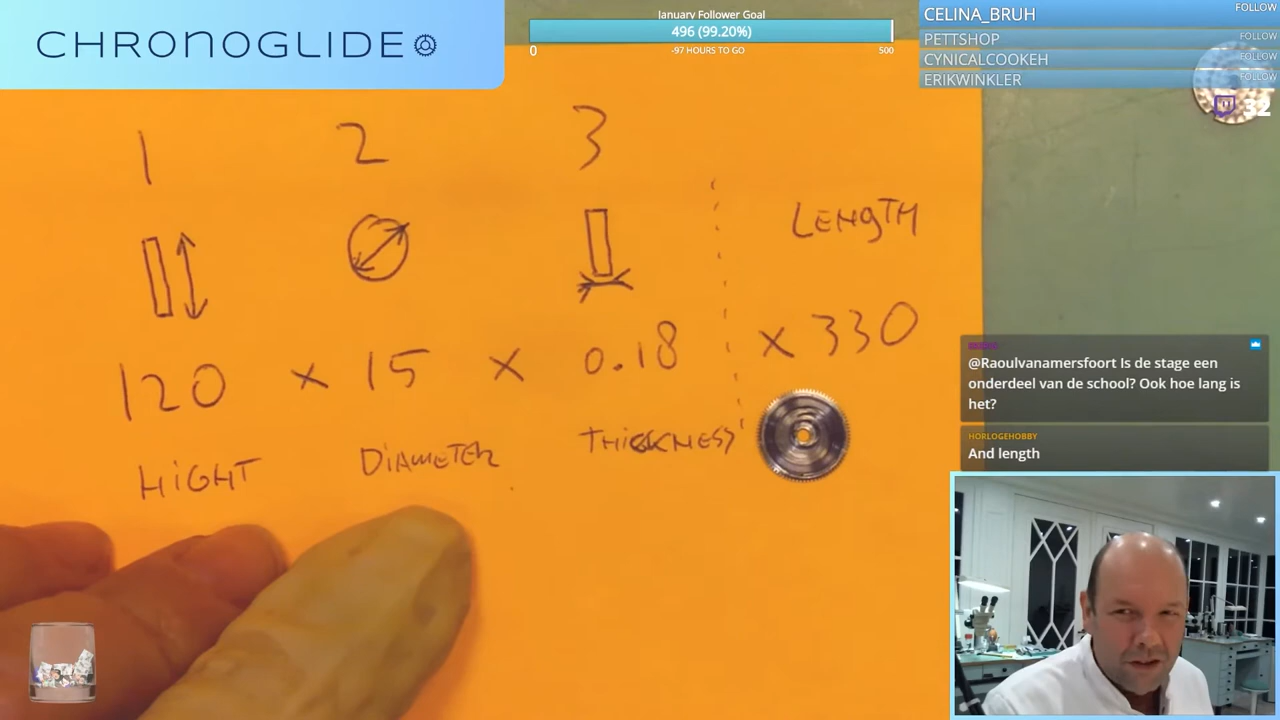 CHRONOGLIDE
January Follower Goal
496 (99.20%)
0
-97 HOURS TO GO
500
CELINA_BRUH
FOLLOW
PETTSHOP
FOLLOW
CYNICALCOOKEH
FOLLOW
ERIKWINKLER
FOLLOW
32
1 2 3
LENGTH
120 x 15 x 0.18 x 330
HIGHT DIAMETER THICKNESS
@Raoulvanamersfoort Is de stage een
onderdeel van de school? Ook hoe lang is
het?
HORLOGEHOBBY
And length